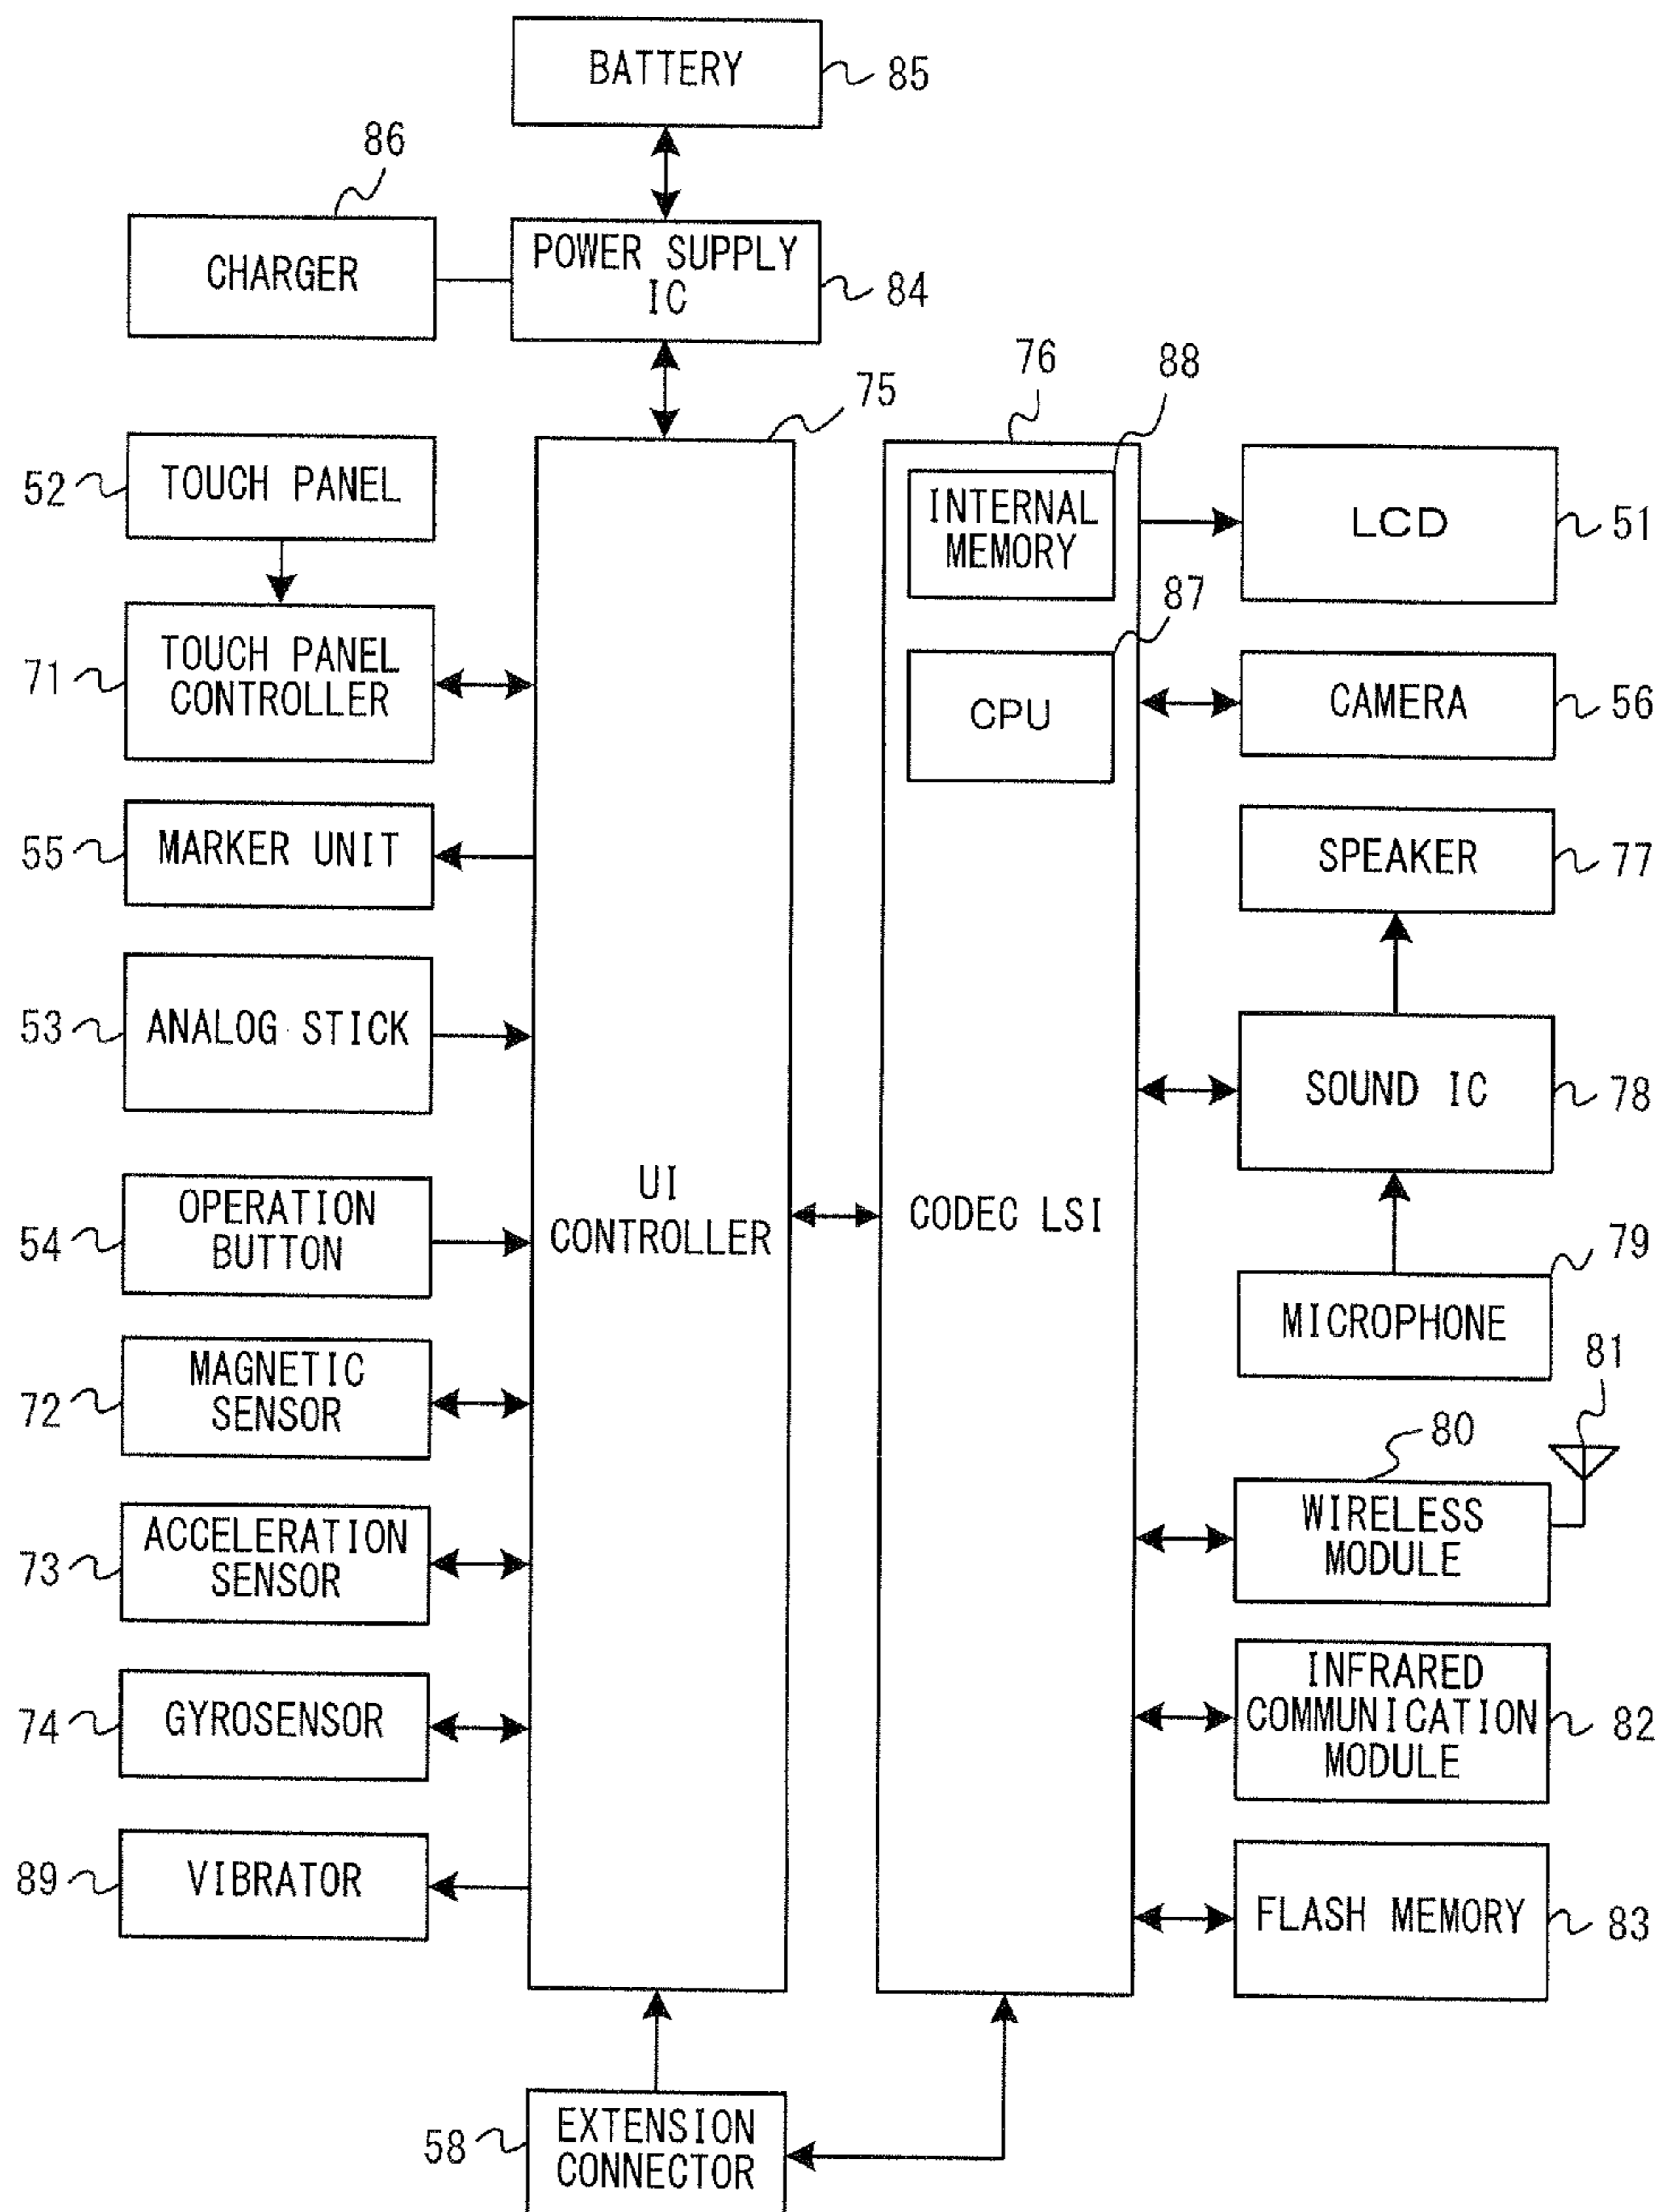 BATTERY
85
86
CHARGER
POWER SUPPLY
IC
84
75
76
88
52
TOUCH PANEL
INTERNAL
MEMORY
LCD
51
87
71
TOUCH PANEL
CONTROLLER
CPU
CAMERA
56
55
MARKER UNIT
SPEAKER
77
53
ANALOG STICK
SOUND IC
78
54
OPERATION
BUTTON
UI
CONTROLLER
CODEC LSI
79
MICROPHONE
81
72
MAGNETIC
SENSOR
80
WIRELESS
MODULE
73
ACCELERATION
SENSOR
74
GYROSENSOR
INFRARED
COMMUNICATION
MODULE
82
89
VIBRATOR
FLASH MEMORY
83
58
EXTENSION
CONNECTOR